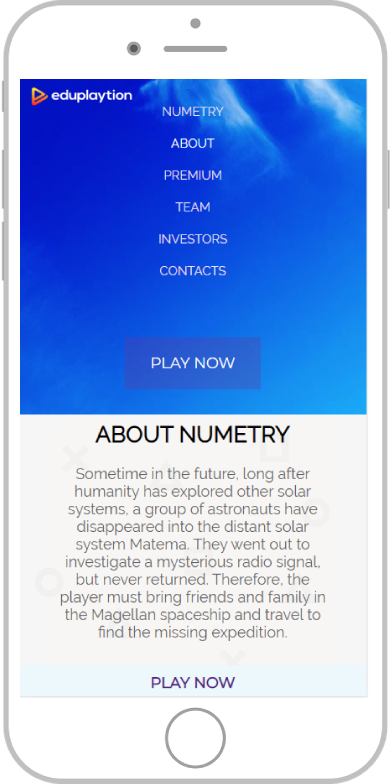 eduplaytion
NUMETRY
ABOUT
PREMIUM
TEAM
INVESTORS
CONTACTS
PLAY NOW
ABOUT NUMETRY
Sometime in the future, long after
humanity has explored other solar
systems, a group of astronauts have
disappeared into the distant solar
system Matema. They went out to
investigate a mysterious radio signal,
but never returned. Therefore, the
player must bring friends and family in
the Magellan spaceship and travel to
find the missing expedition.
PLAY NOW